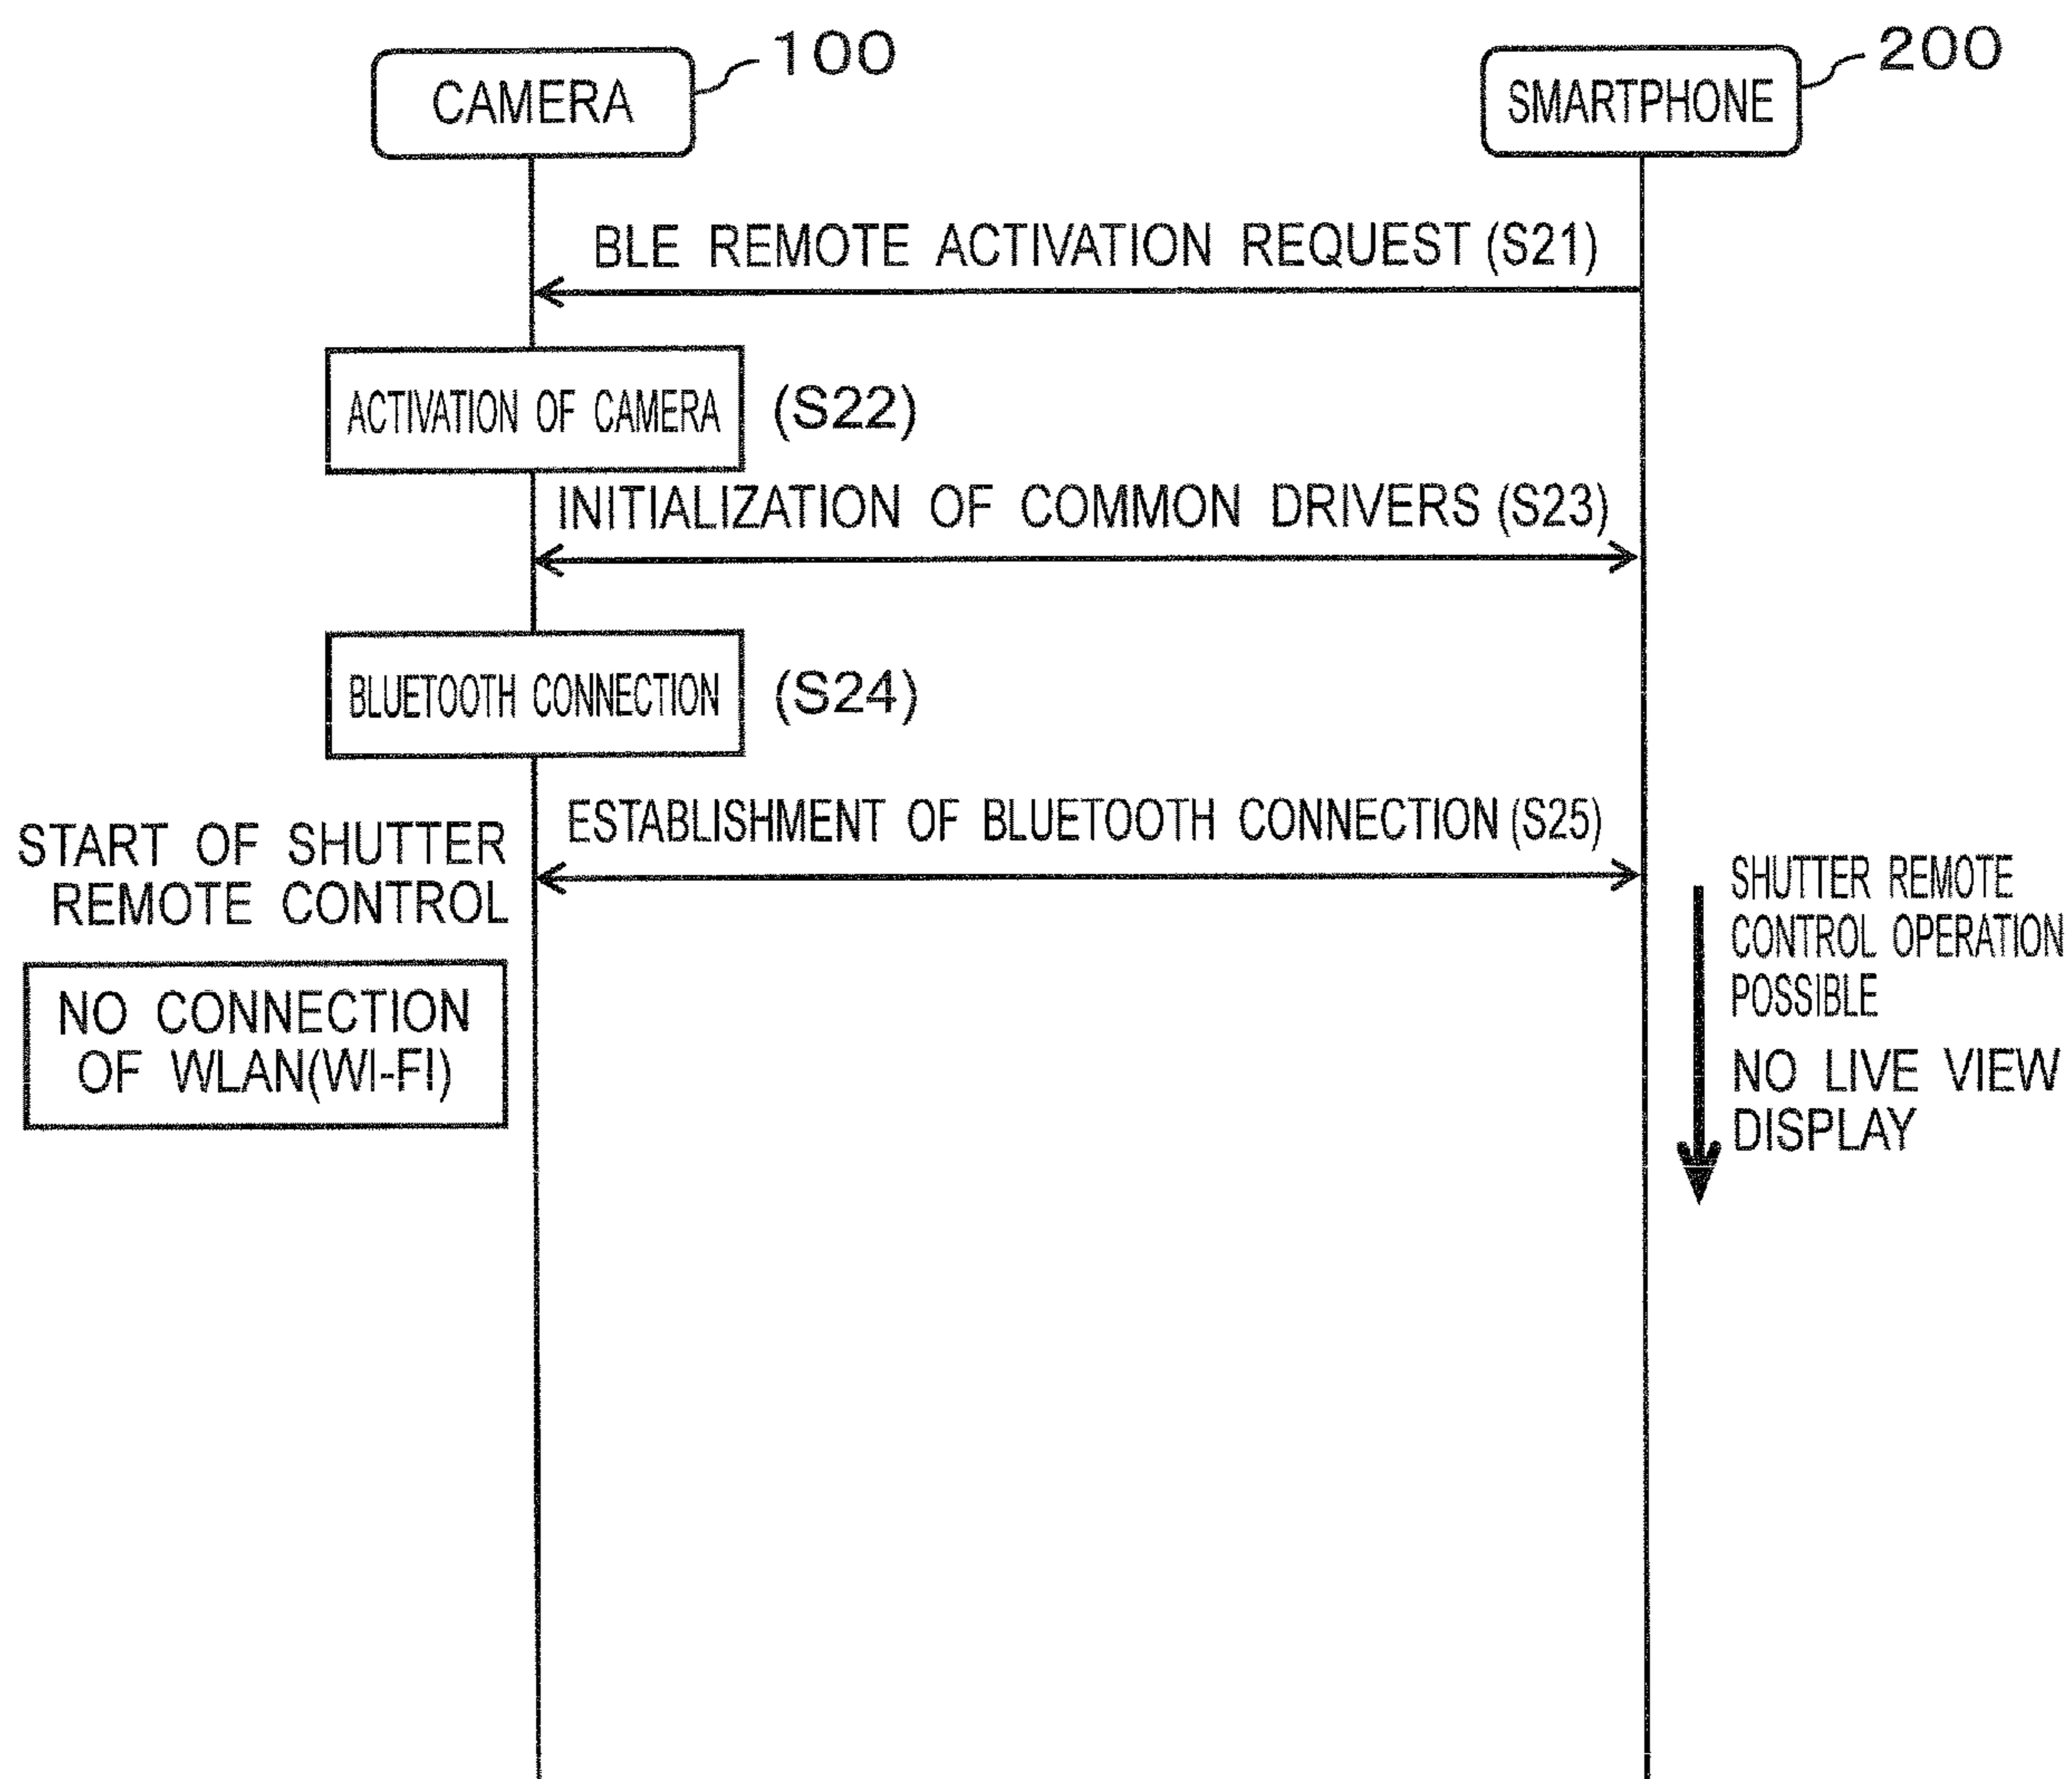 100
200
CAMERA
SMARTPHONE
BLE REMOTE ACTIVATION REQUEST (S21)
ACTIVATION OF CAMERA
(S22)
INITIALIZATION OF COMMON DRIVERS (S23)
BLUETOOTH CONNECTION
(S24)
ESTABLISHMENT OF BLUETOOTH CONNECTION (S25)
START OF SHUTTER
REMOTE CONTROL
NO CONNECTION
OF WLAN(WI-FI)
SHUTTER REMOTE
CONTROL OPERATION
POSSIBLE
NO LIVE VIEW
DISPLAY